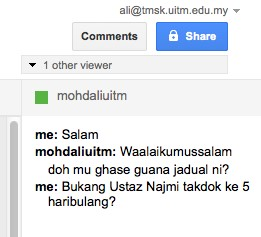 ali@tmsk.uitm.edu.my
Comments
Share
1 other viewer
mohdaliuitm
me: Salam
mohdaliuitm: Waalaikumussalam
doh mu ghase guana jadual ni?
me: Bukang Ustaz Najmi takdok ke 5
haribulang?